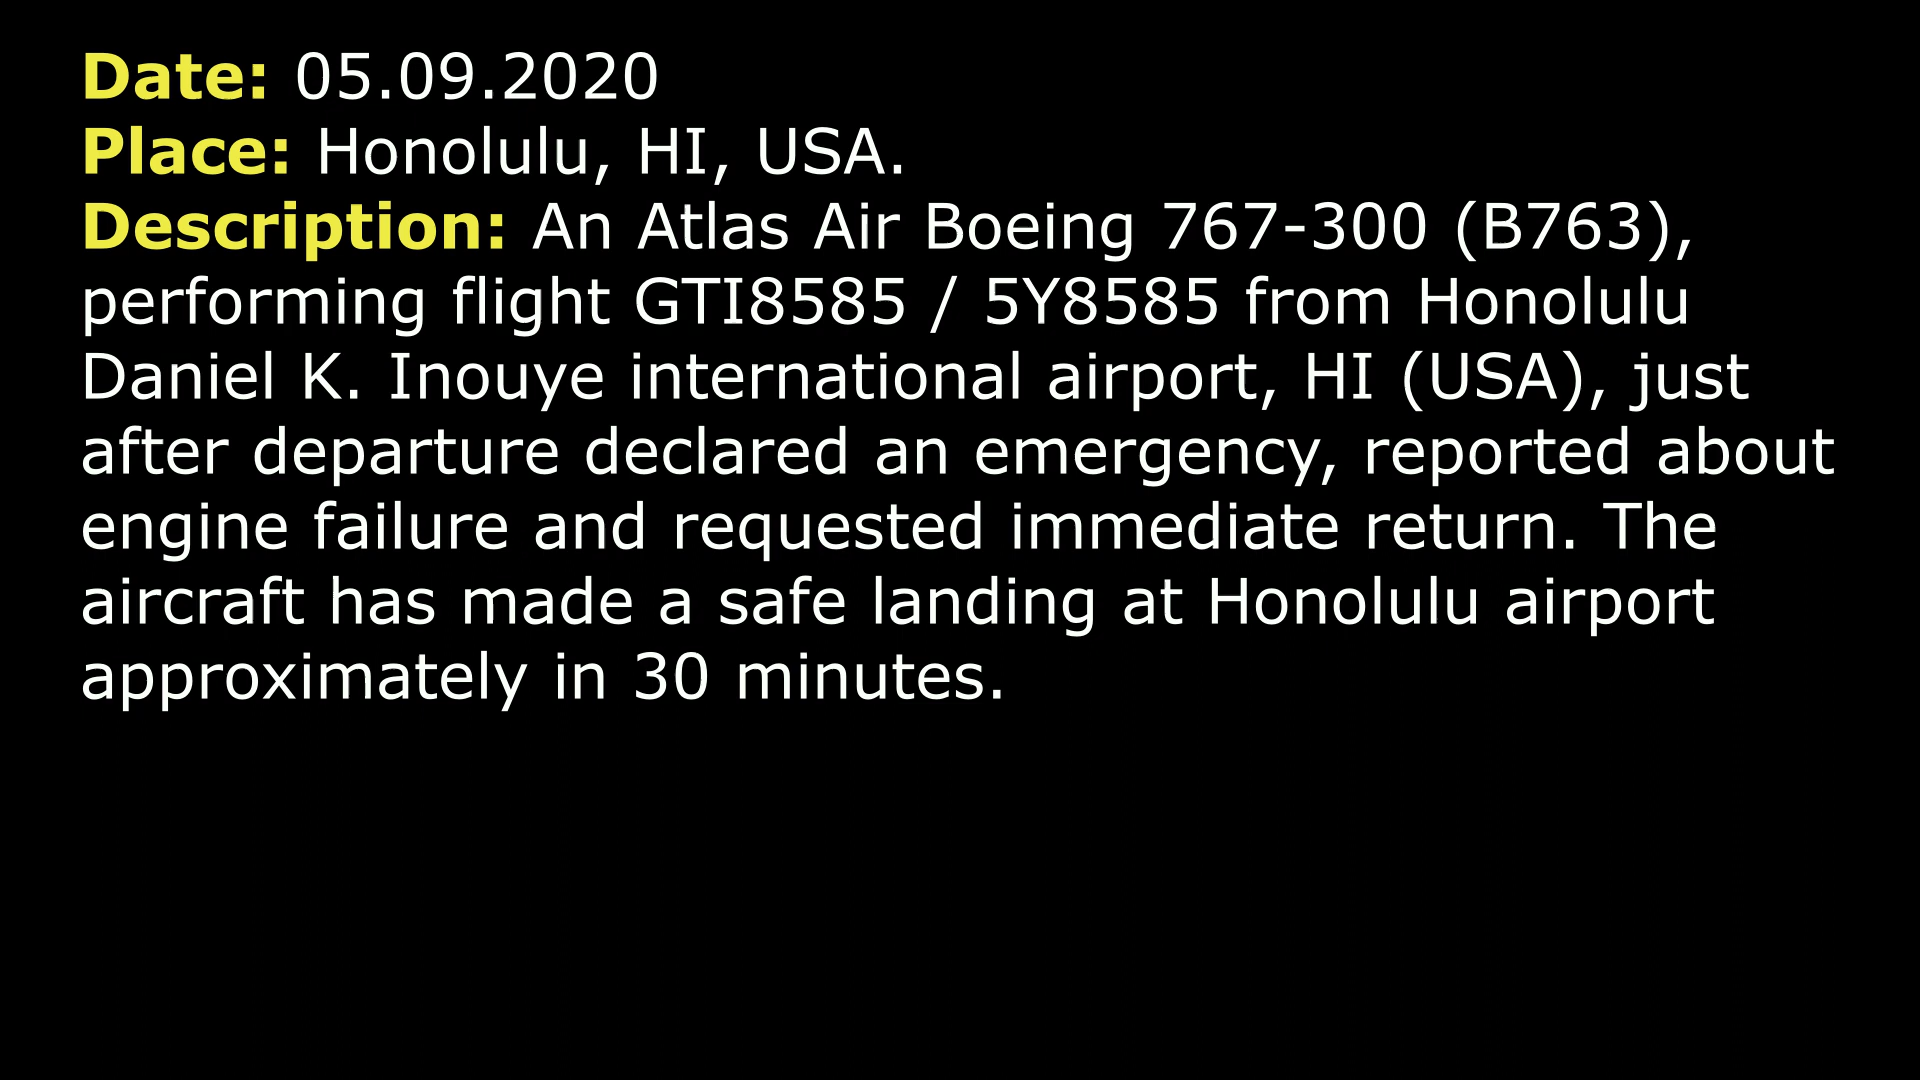 Date: 05.09.2020
Place: Honolulu, HI, USA.
Description: An Atlas Air Boeing 767-300 (B763),
performing flight GTI8585 / 5Y8585 from Honolulu
Daniel K. Inouye international airport, HI (USA), just
after departure declared an emergency, reported about
engine failure and requested immediate return. The
aircraft has made a safe landing at Honolulu airport
approximately in 30 minutes.